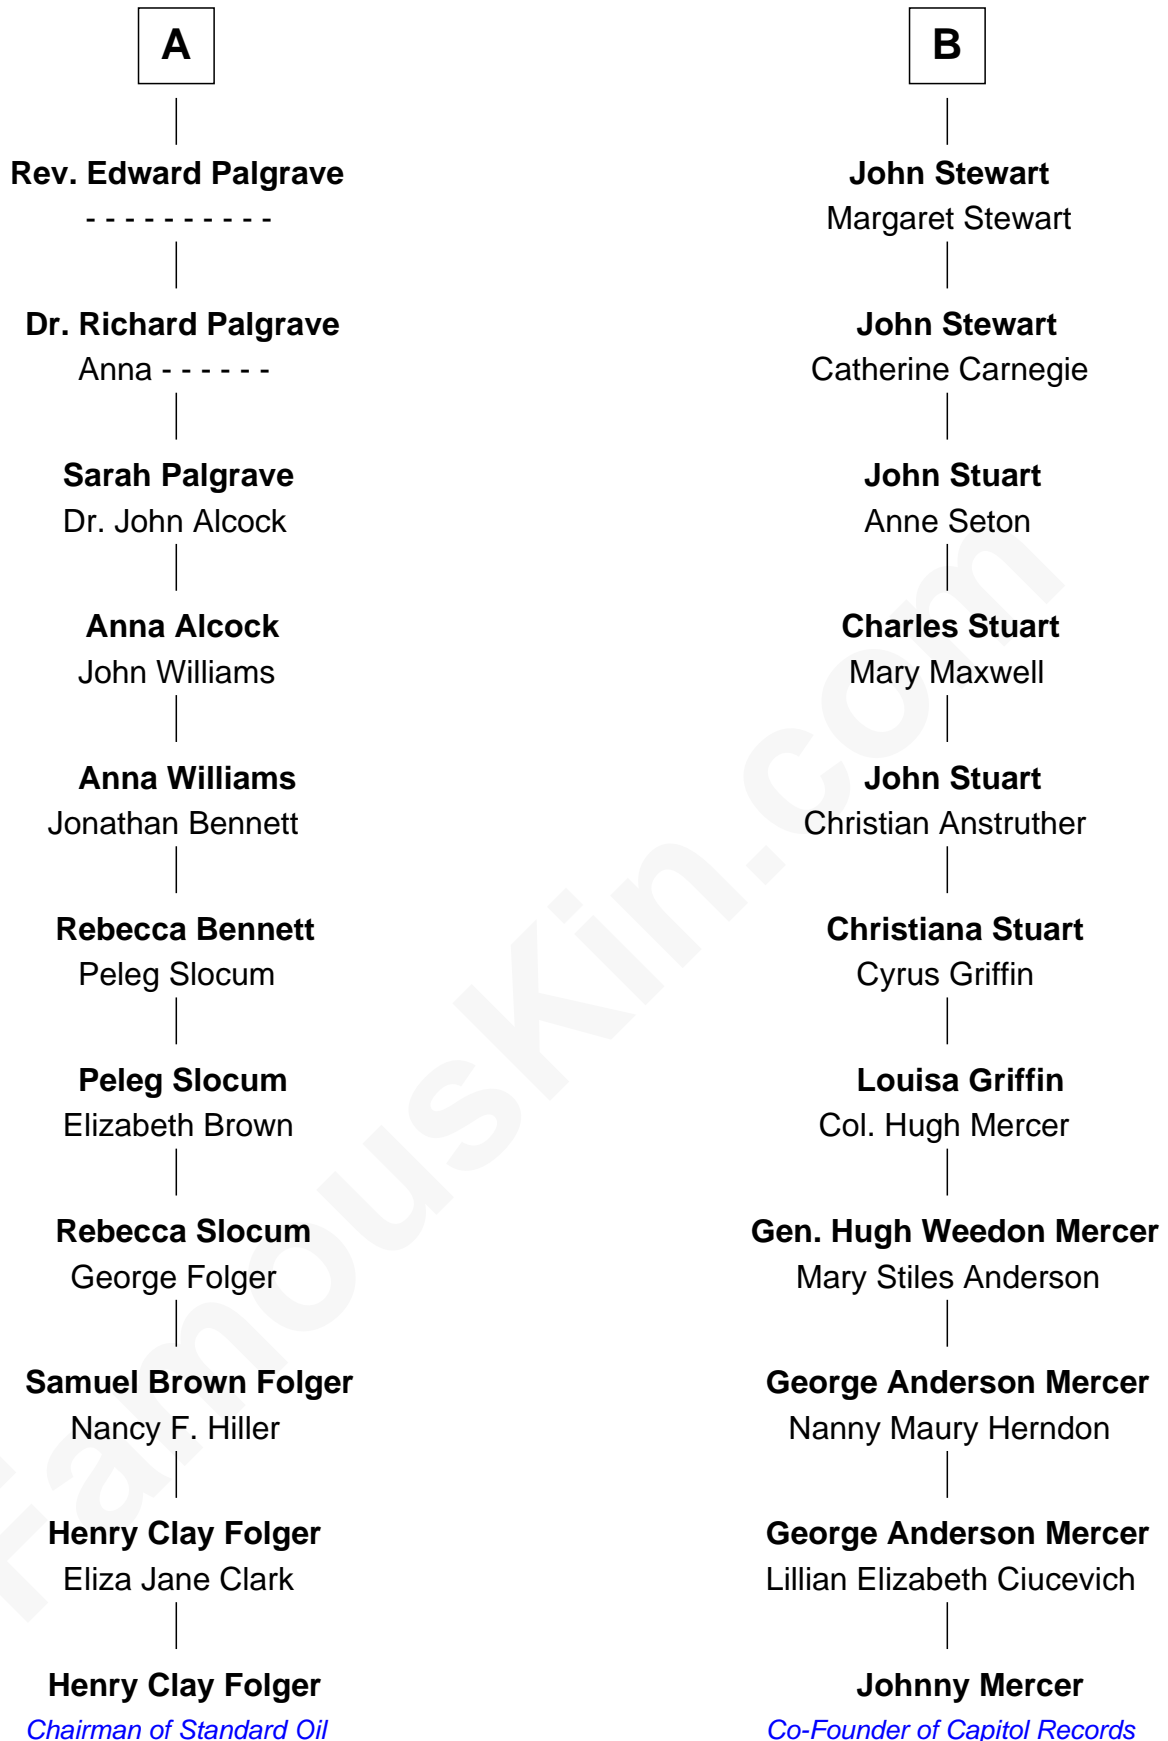 A
Rev. Edward Palgrave
- - - - - - - - - -
Dr. Richard Palgrave
Anna - - - - - -
Sarah Palgrave
Dr. John Alcock
Anna Alcock
John Williams
Anna Williams
Jonathan Bennett
Rebecca Bennett
Peleg Slocum
Peleg Slocum
Elizabeth Brown
Rebecca Slocum
George Folger
Samuel Brown Folger
Nancy F. Hiller
Henry Clay Folger
Eliza Jane Clark
Henry Clay Folger
Chairman of Standard Oil
B
John Stewart
Margaret Stewart
John Stewart
Catherine Carnegie
John Stuart
Anne Seton
Charles Stuart
Mary Maxwell
John Stuart
Christian Anstruther
Christiana Stuart
Cyrus Griffin
Louisa Griffin
Col. Hugh Mercer
Gen. Hugh Weedon Mercer
Mary Stiles Anderson
George Anderson Mercer
Nanny Maury Herndon
George Anderson Mercer
Lillian Elizabeth Ciucevich
Johnny Mercer
Co-Founder of Capitol Records
FamousKin.com